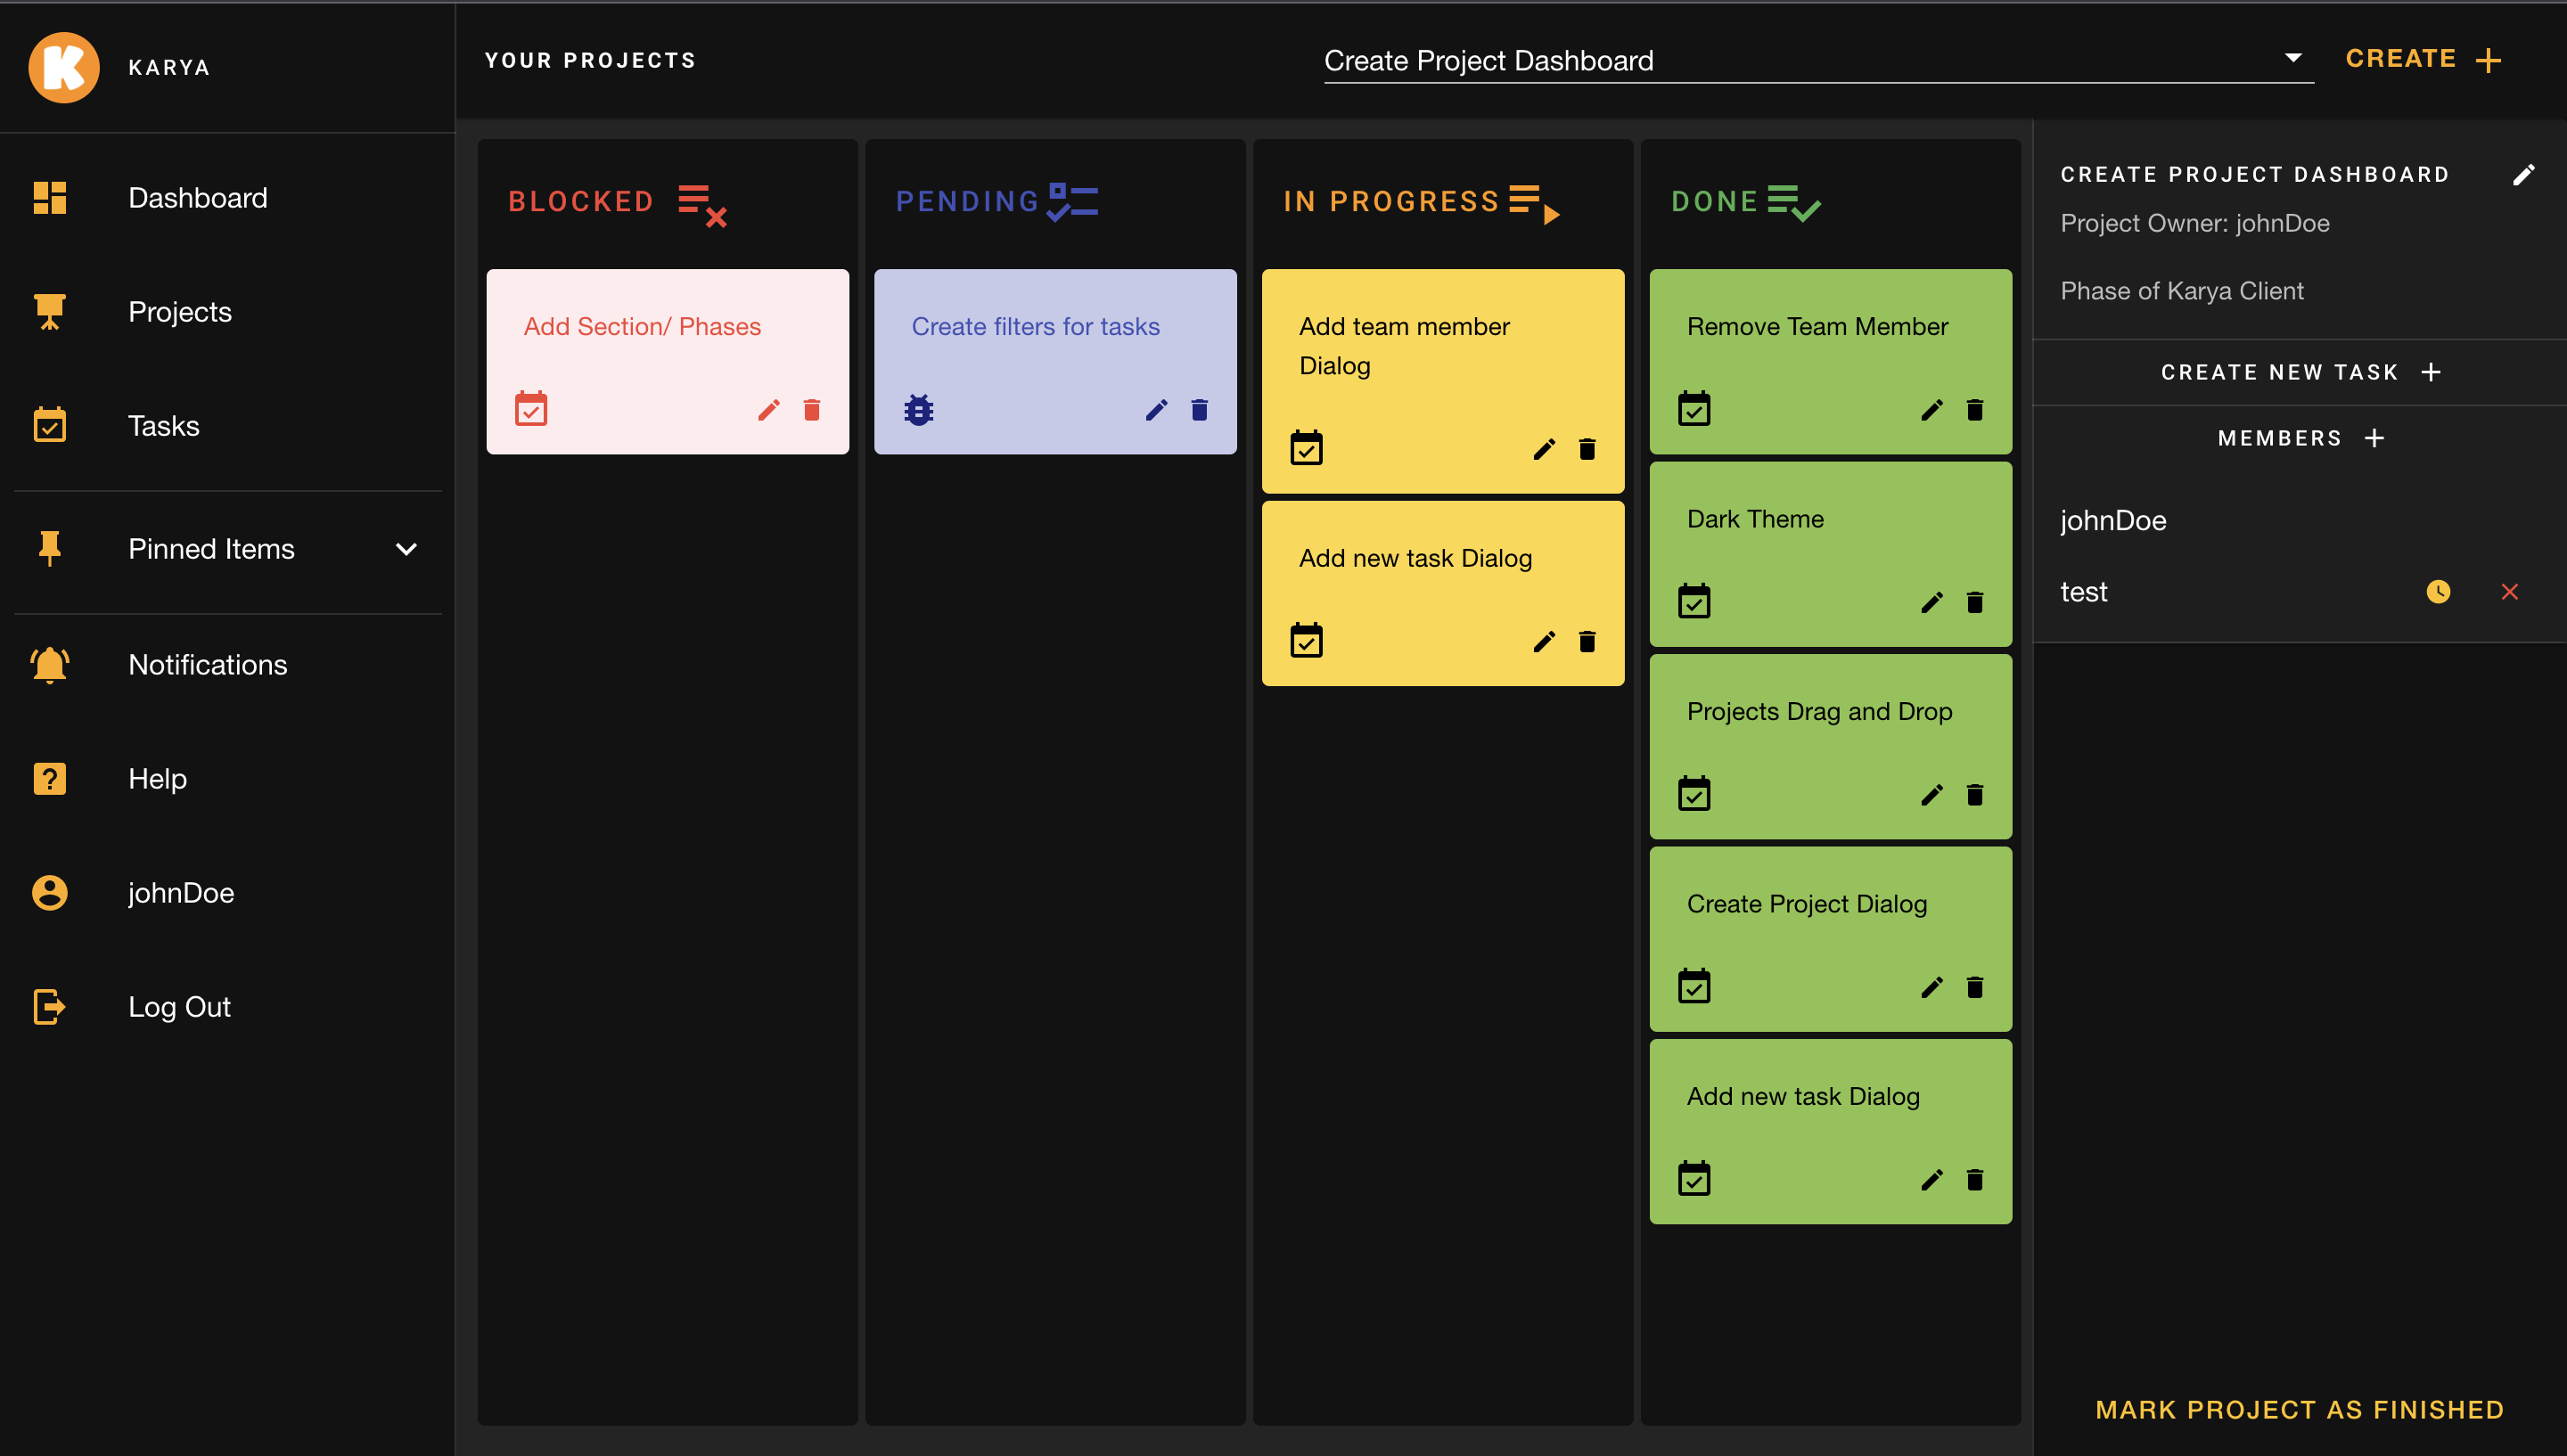 KARYA
Dashboard
Projects
Tasks
Pinned Items
Notifications
Help
johnDoe
Log Out
YOUR PROJECTS
Create Project Dashboard
CREATE
BLOCKED
Add Section/ Phases
PENDING
Create filters for tasks
IN PROGRESS
Add team member
Dialog
Add new task Dialog
DONE
Remove Team Member
Dark Theme
Projects Drag and Drop
Create Project Dialog
Add new task Dialog
CREATE PROJECT DASHBOARD
Project Owner: johnDoe
Phase of Karya Client
CREATE NEW TASK +
MEMBERS +
johnDoe
test
MARK PROJECT AS FINISHED